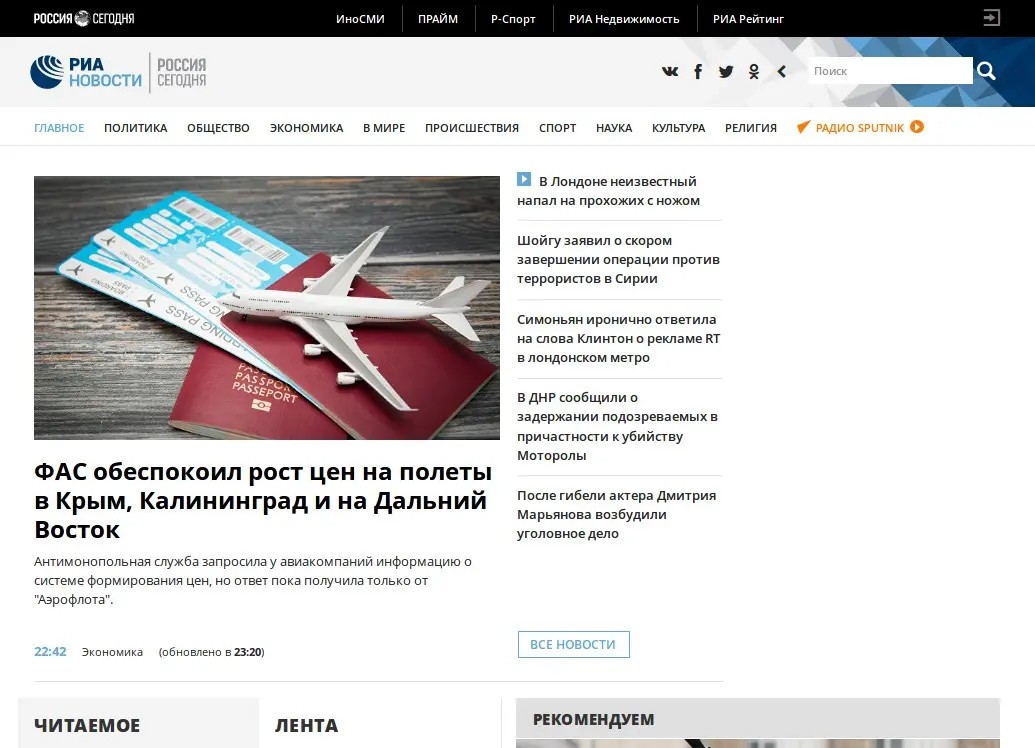 РОССИЯ СЕГОДНЯ
ИноСМИ
ПРАЙМ
Р-Спорт
РИА Недвижимость
РИА Рейтинг
РИА
НОВОСТИ
РОССИЯ
СЕГОДНЯ
Поиск
ГЛАВНОЕ
ПОЛИТИКА
ОБЩЕСТВО
ЭКОНОМИКА
В МИРЕ
ПРОИСШЕСТВИЯ
СПОРТ
НАУКА
КУЛЬТУРА
РЕЛИГИЯ
РАДИО SPUTNIK
BOARDING PASS
PASSPORT
PASSEPORT
ФАС обеспокоил рост цен на полеты
в Крым, Калининград и на Дальний
Восток
Антимонопольная служба запросила у авиакомпаний информацию о
системе формирования цен, но ответ пока получила только от
"Аэрофлота".
22:42 Экономика (обновлено в 23:20)
В Лондоне неизвестный
напал на прохожих с ножом
Шойгу заявил о скором
завершении операции против
террористов в Сирии
Симоньян иронично ответила
на слова Клинтон о рекламе RT
в лондонском метро
В ДНР сообщили о
задержании подозреваемых в
причастности к убийству
Моторолы
После гибели актера Дмитрия
Марьянова возбудили
уголовное дело
ВСЕ НОВОСТИ
ЧИТАЕМОЕ
ЛЕНТА
РЕКОМЕНДУЕМ